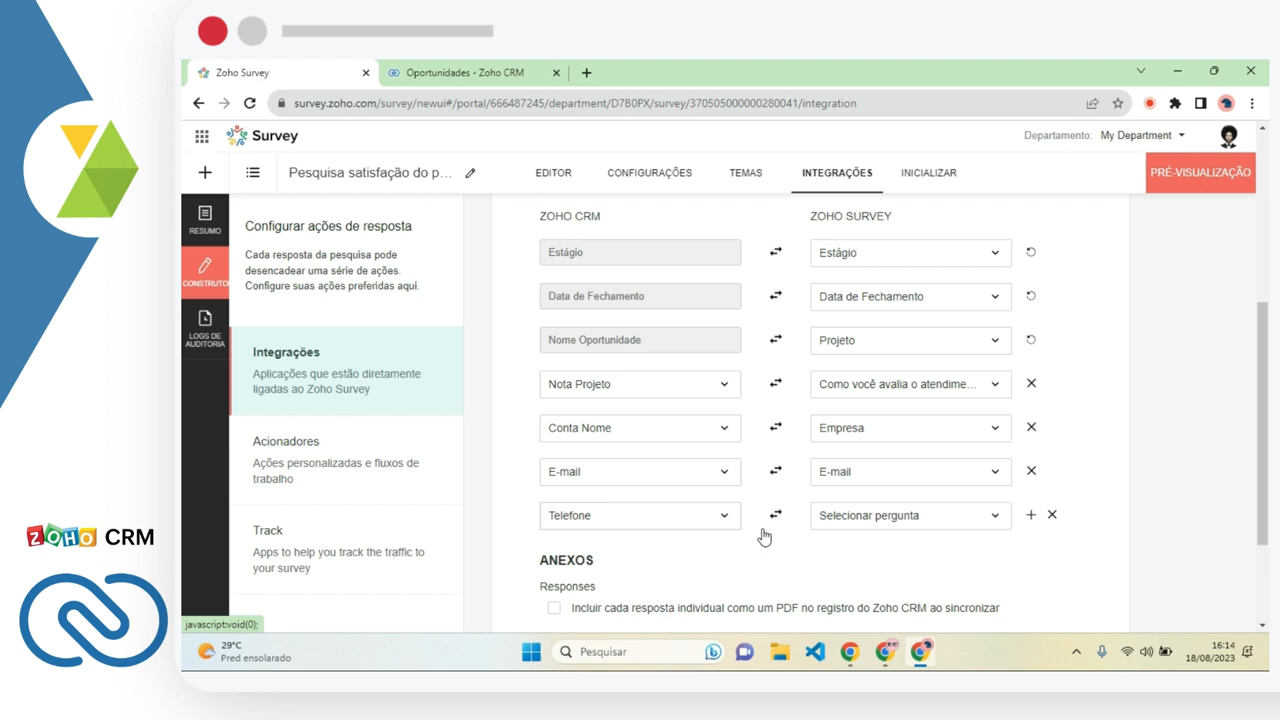 Zoho Survey
Oportunidades - Zoho CRM
survey.zoho.com/survey/newui#/portal/666487245/department/D7B0PX/survey/370505000000280041/integration
Survey
Departamento: My Department
Pesquisa satisfação do p...
EDITOR
CONFIGURAÇÕES
TEMAS
INTEGRAÇÕES
INICIALIZAR
PRÉ-VISUALIZAÇÃO
RESUMO
CONSTRUTO
LOGS DE
AUDITORIA
Configurar ações de resposta
Cada resposta da pesquisa pode
desencadear uma série de ações.
Configure suas ações preferidas aqui.
Integrações
Aplicações que estão diretamente
ligadas ao Zoho Survey
Acionadores
Ações personalizadas e fluxos de
trabalho
Track
Apps to help you track the traffic to
your survey
ZOHO CRM
ZOHO SURVEY
Estágio
Estágio
Data de Fechamento
Data de Fechamento
Nome Oportunidade
Projeto
Nota Projeto
Como você avalia o atendime...
Conta Nome
Empresa
E-mail
E-mail
Telefone
Selecionar pergunta
ANEXOS
Responses
Incluir cada resposta individual como um PDF no registro do Zoho CRM ao sincronizar
javascript:void(0);
29°C
Pred ensolarado
Pesquisar
16:14
18/08/2023
ZOHO CRM